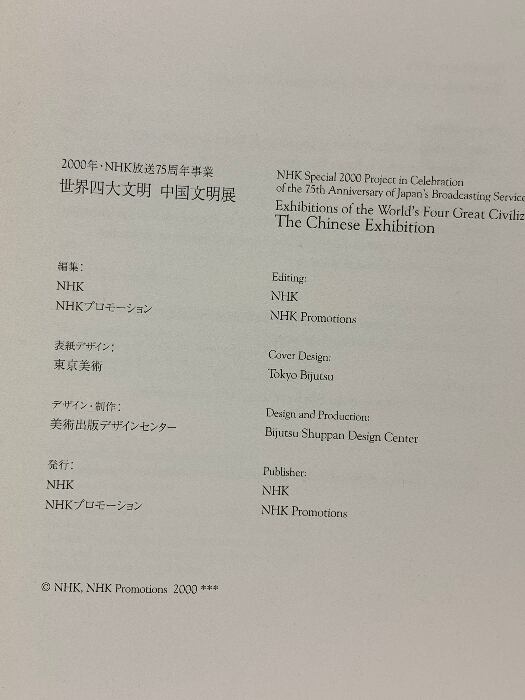 2000年・NHK放送75周年事業
世界四大文明 中国文明展
編集：
NHK
NHKプロモーション
表紙デザイン：
東京美術
デザイン・制作：
美術出版デザインセンター
発行：
NHK
NHKプロモーション
NHK Special 2000 Project in Celebration
of the 75th Anniversary of Japan's Broadcasting Service
Exhibitions of the World's Four Great Civiliz
The Chinese Exhibition
Editing:
NHK
NHK Promotions
Cover Design:
Tokyo Bijutsu
Design and Production:
Bijutsu Shuppan Design Center
Publisher:
NHK
NHK Promotions
© NHK, NHK Promotions 2000 ***